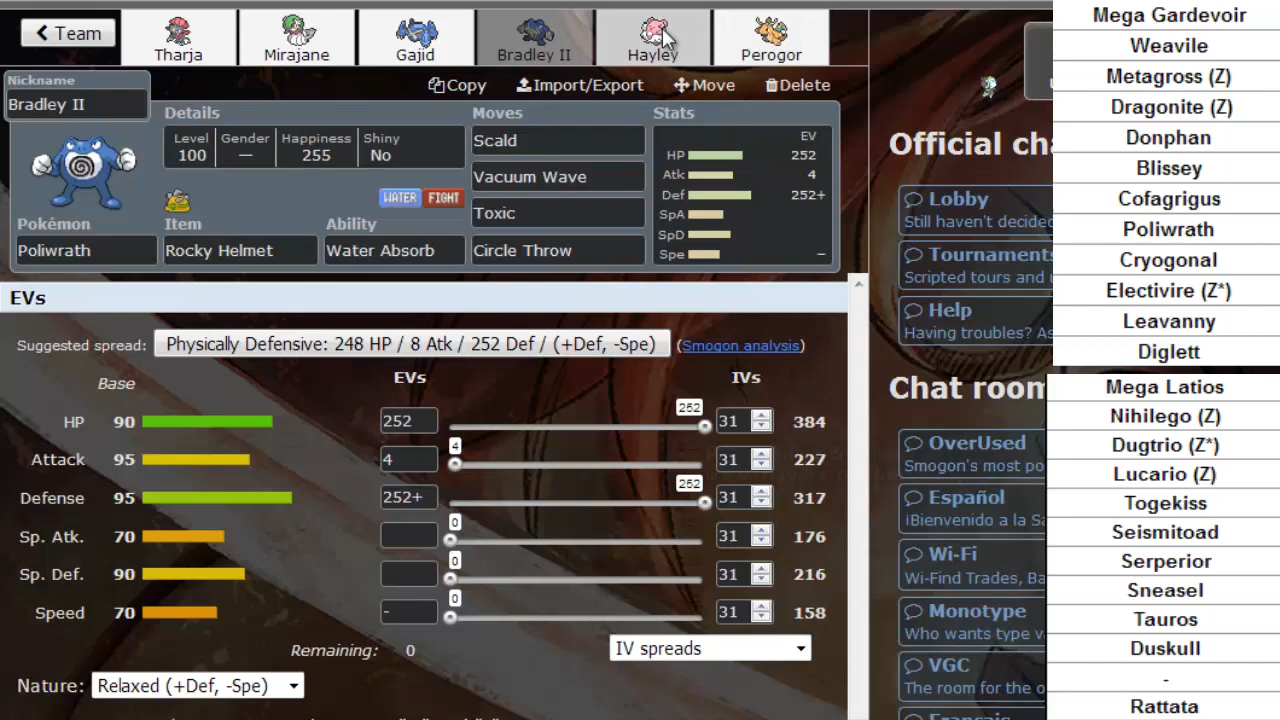 Team
Tharja
Mirajane
Gajid
Bradley II
Hayley
Perogor
Nickname
Bradley II
Copy
Import/Export
Move
Delete
Details
Level
100
Gender
—
Happiness
255
Shiny
No
WATER
FIGHT
Pokémon
Poliwrath
Item
Rocky Helmet
Ability
Water Absorb
Moves
Scald
Vacuum Wave
Toxic
Circle Throw
Stats
EV
HP 252
Atk 4
Def 252+
SpA
SpD
Spe –
EVs
Suggested spread: Physically Defensive: 248 HP / 8 Atk / 252 Def / (+Def, -Spe) (Smogon analysis)
Base EVs IVs
HP 90 252 252 31 384
Attack 95 4 4 31 227
Defense 95 252+ 252 31 317
Sp. Atk. 70 0 31 176
Sp. Def. 90 0 31 216
Speed 70 - 0 31 158
Remaining: 0
IV spreads
Nature: Relaxed (+Def, -Spe)
Official cha
Lobby
Still haven't decided
Tournaments
Scripted tours and
Help
Having troubles? As
Chat room
OverUsed
Smogon's most po
Español
¡Bienvenido a la Sa
Wi-Fi
Wi-Find Trades, Ba
Monotype
Who wants type v
VGC
The room for the o
Mega Gardevoir
Weavile
Metagross (Z)
Dragonite (Z)
Donphan
Blissey
Cofagrigus
Poliwrath
Cryogonal
Electivire (Z*)
Leavanny
Diglett
Mega Latios
Nihilego (Z)
Dugtrio (Z*)
Lucario (Z)
Togekiss
Seismitoad
Serperior
Sneasel
Tauros
Duskull
-
Rattata